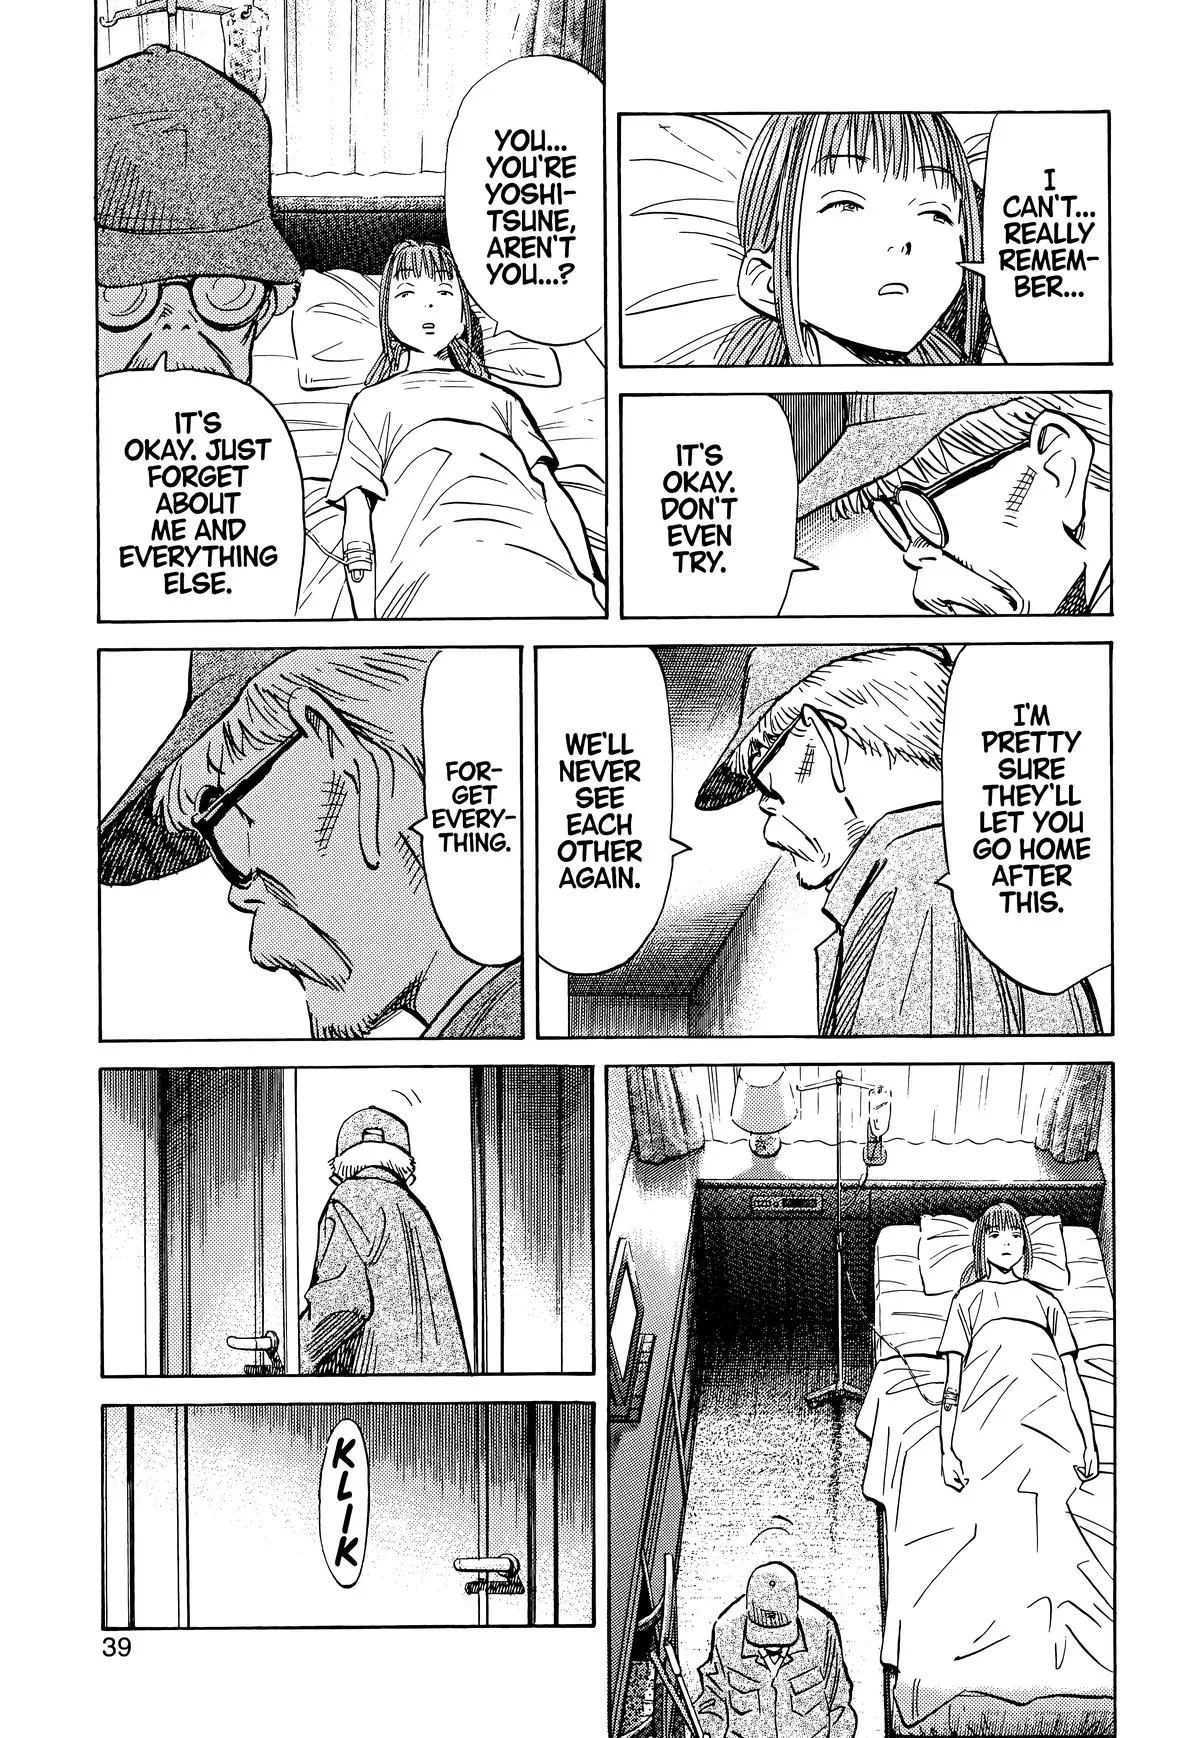 I
CAN'T...
REALLY
REMEM-
BER...
IT'S
OKAY.
DON'T
EVEN
TRY.
YOU...
YOU'RE
YOSHI-
TSUNE,
AREN'T
YOU...?
IT'S
OKAY. JUST
FORGET
ABOUT
ME AND
EVERYTHING
ELSE.
I'M
PRETTY
SURE
THEY'LL
LET YOU
GO HOME
AFTER
THIS.
WE'LL
NEVER
SEE
EACH
OTHER
AGAIN.
FOR-
GET
EVERY-
THING.
KLIK
39